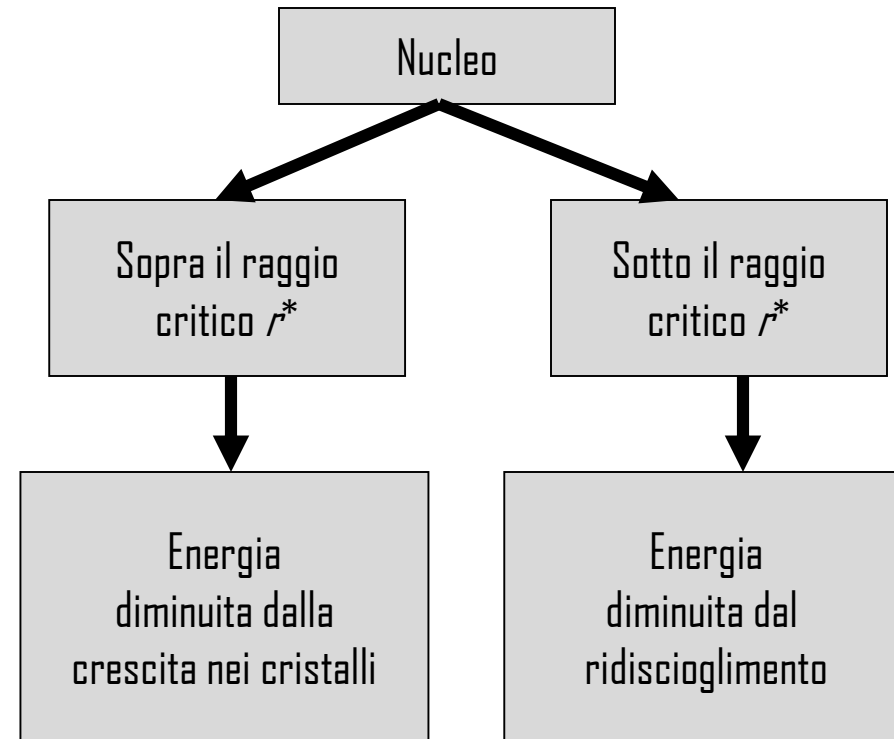 Nucleo
Sopra il raggio
critico r*
Sotto il raggio
critico r*
Energia
diminuita dalla
crescita nei cristalli
Energia
diminuita dal
ridiscioglimento